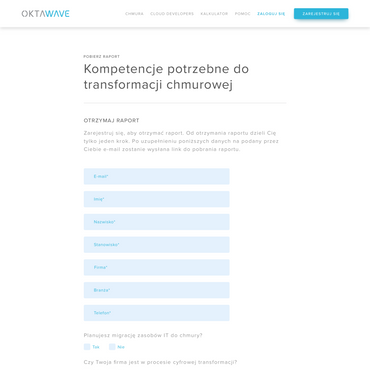 OKTAWAVE
CHMURA CLOUD DEVELOPERS KALKULATOR POMOC ZALOGUJ SIĘ ZAREJESTRUJ SIĘ
POBIERZ RAPORT
Kompetencje potrzebne do
transformacji chmurowej
OTRZYMAJ RAPORT
Zarejestruj się, aby otrzymać raport. Od otrzymania raportu dzieli Cię
tylko jeden krok. Po uzupełnieniu poniższych danych na podany przez
Ciebie e-mail zostanie wysłana link do pobrania raportu.
E-mail*
Imię*
Nazwisko*
Stanowisko*
Firma*
Branża*
Telefon*
Planujesz migrację zasobów IT do chmury?
Tak Nie
Czy Twoja firma jest w procesie cyfrowej transformacji?